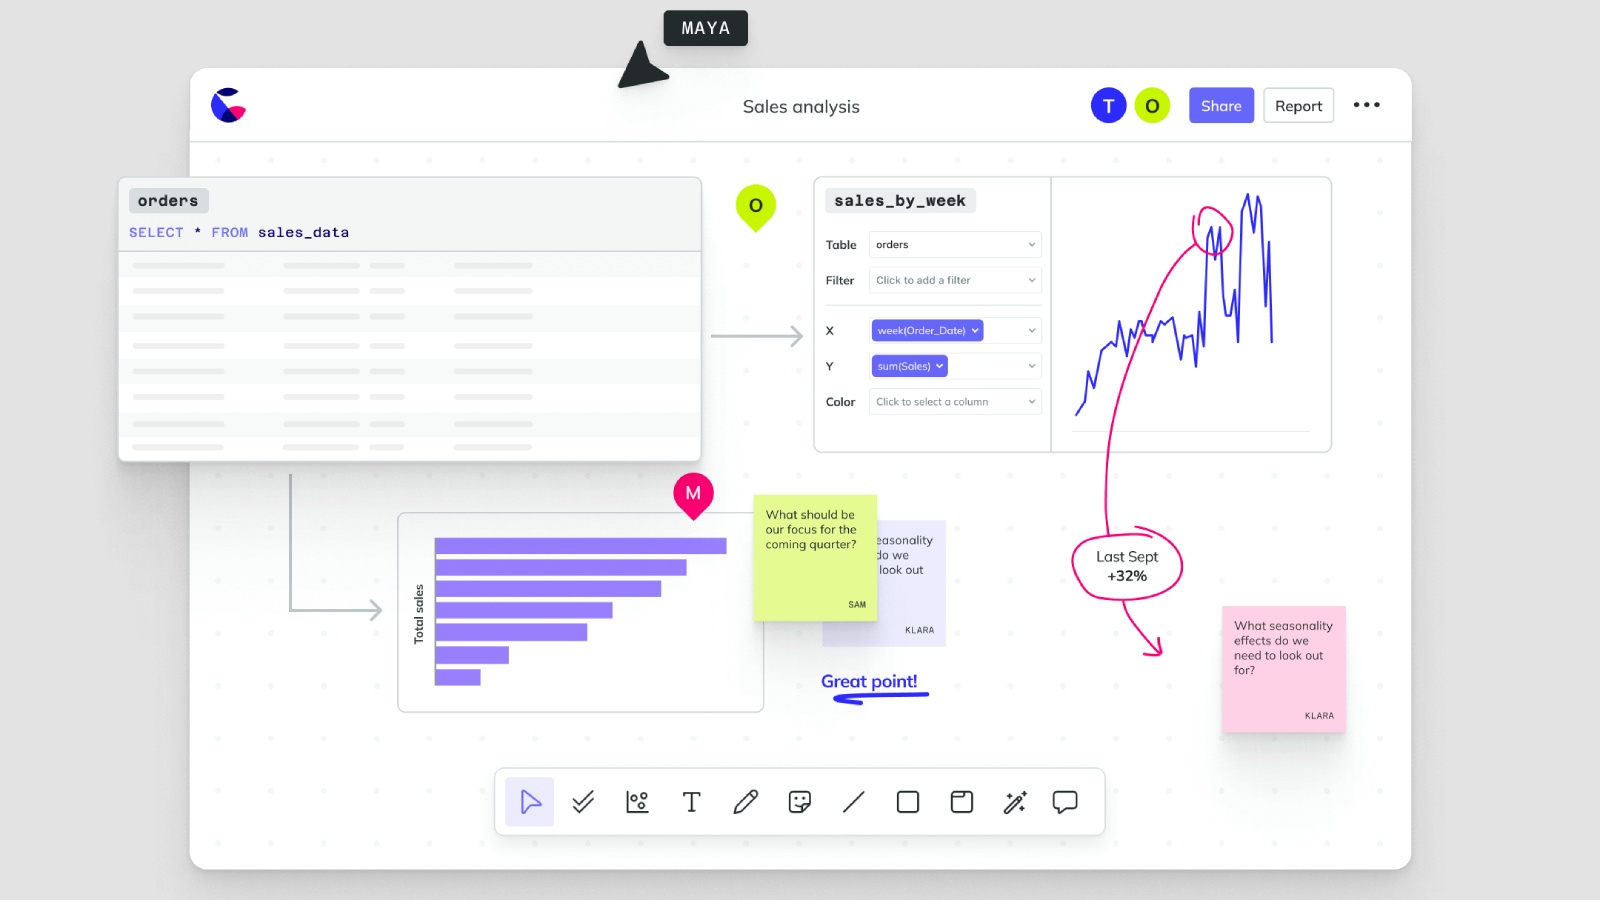 MAYA
Sales analysis
T
O
Share
Report
orders
SELECT * FROM sales_data
O
sales_by_week
Table
orders
Filter
Click to add a filter
X
week(Order_Date)
Y
sum(Sales)
Color
Click to select a column
M
Total sales
What should be
our focus for the
coming quarter?
SAM
easonality
do we
look out
KLARA
Great point!
Last Sept
+32%
What seasonality
effects do we
need to look out
for?
KLARA
T